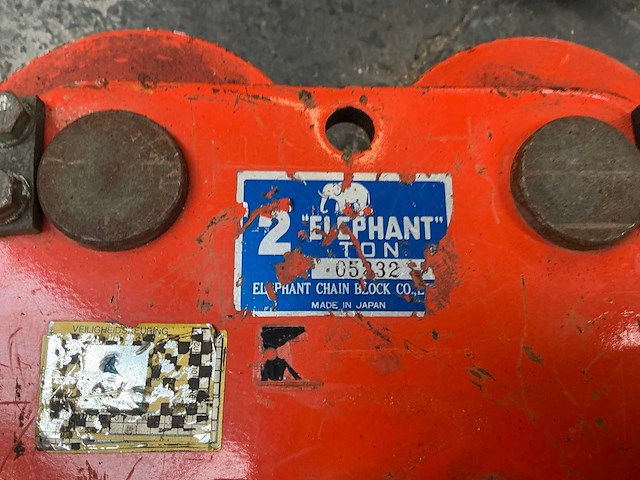 2 "ELEPHANT"
TON
05232
ELEPHANT CHAIN BLOCK CO.,L
MADE IN JAPAN
VEILIGHEIDSKEURING